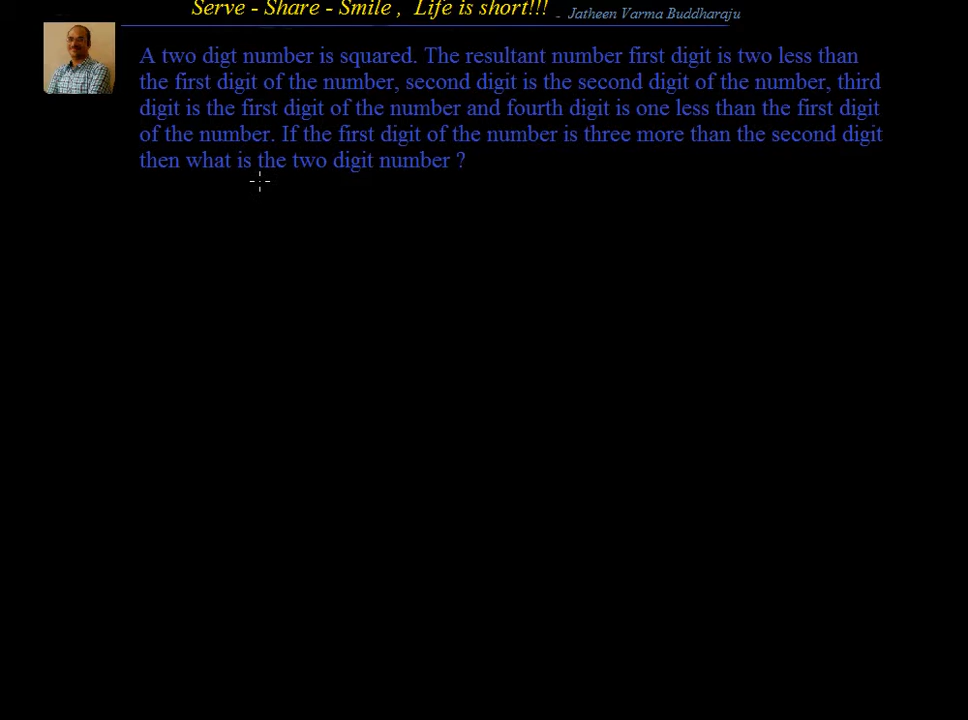 Serve - Share - Smile , Life is short!!! - Jatheen Varma Buddharaju
A two digt number is squared. The resultant number first digit is two less than
the first digit of the number, second digit is the second digit of the number, third
digit is the first digit of the number and fourth digit is one less than the first digit
of the number. If the first digit of the number is three more than the second digit
then what is the two digit number ?